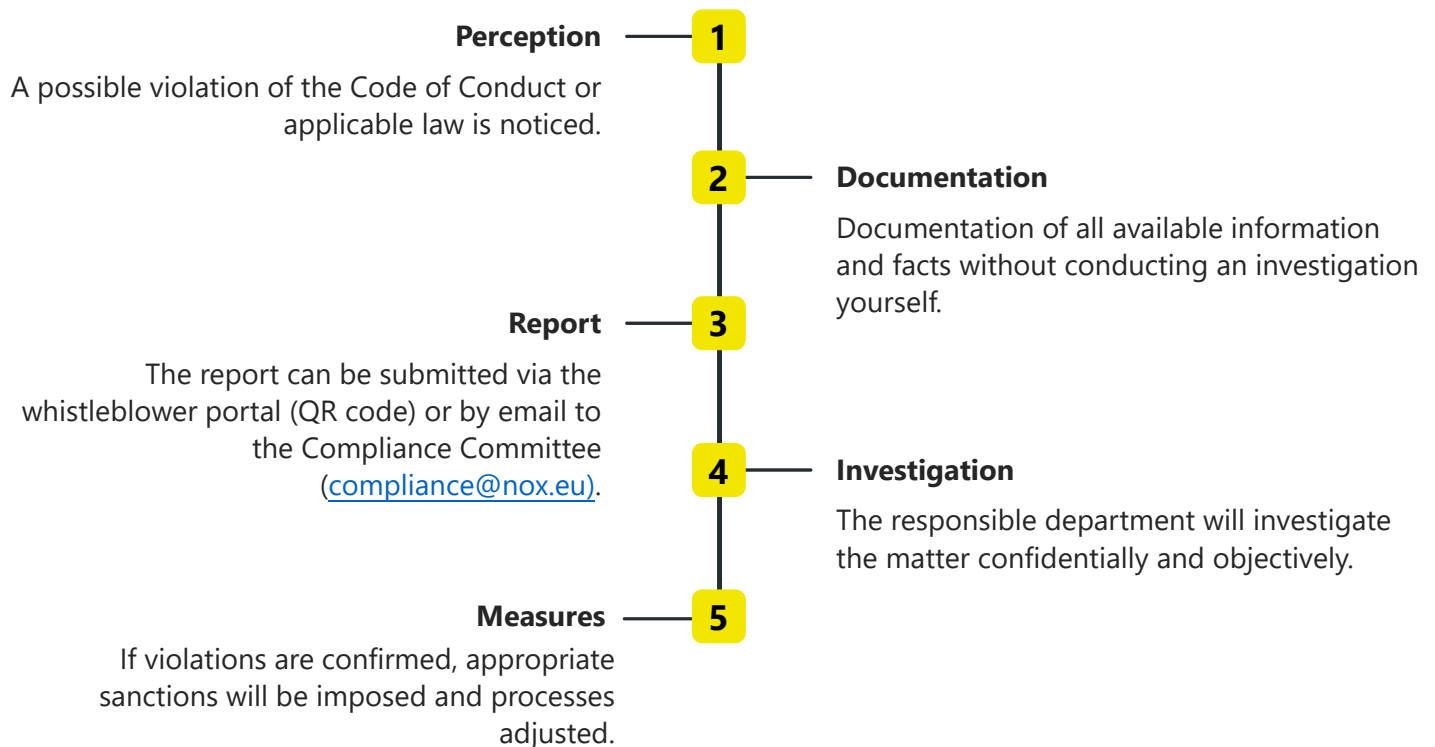 Perception
1
A possible violation of the Code of Conduct or
applicable law is noticed.
2
Documentation
Documentation of all available information
and facts without conducting an investigation
yourself.
Report
3
The report can be submitted via the
whistleblower portal (QR code) or by email to
the Compliance Committee
(compliance@nox.eu).
4
Investigation
The responsible department will investigate
the matter confidentially and objectively.
Measures
5
If violations are confirmed, appropriate
sanctions will be imposed and processes
adjusted.